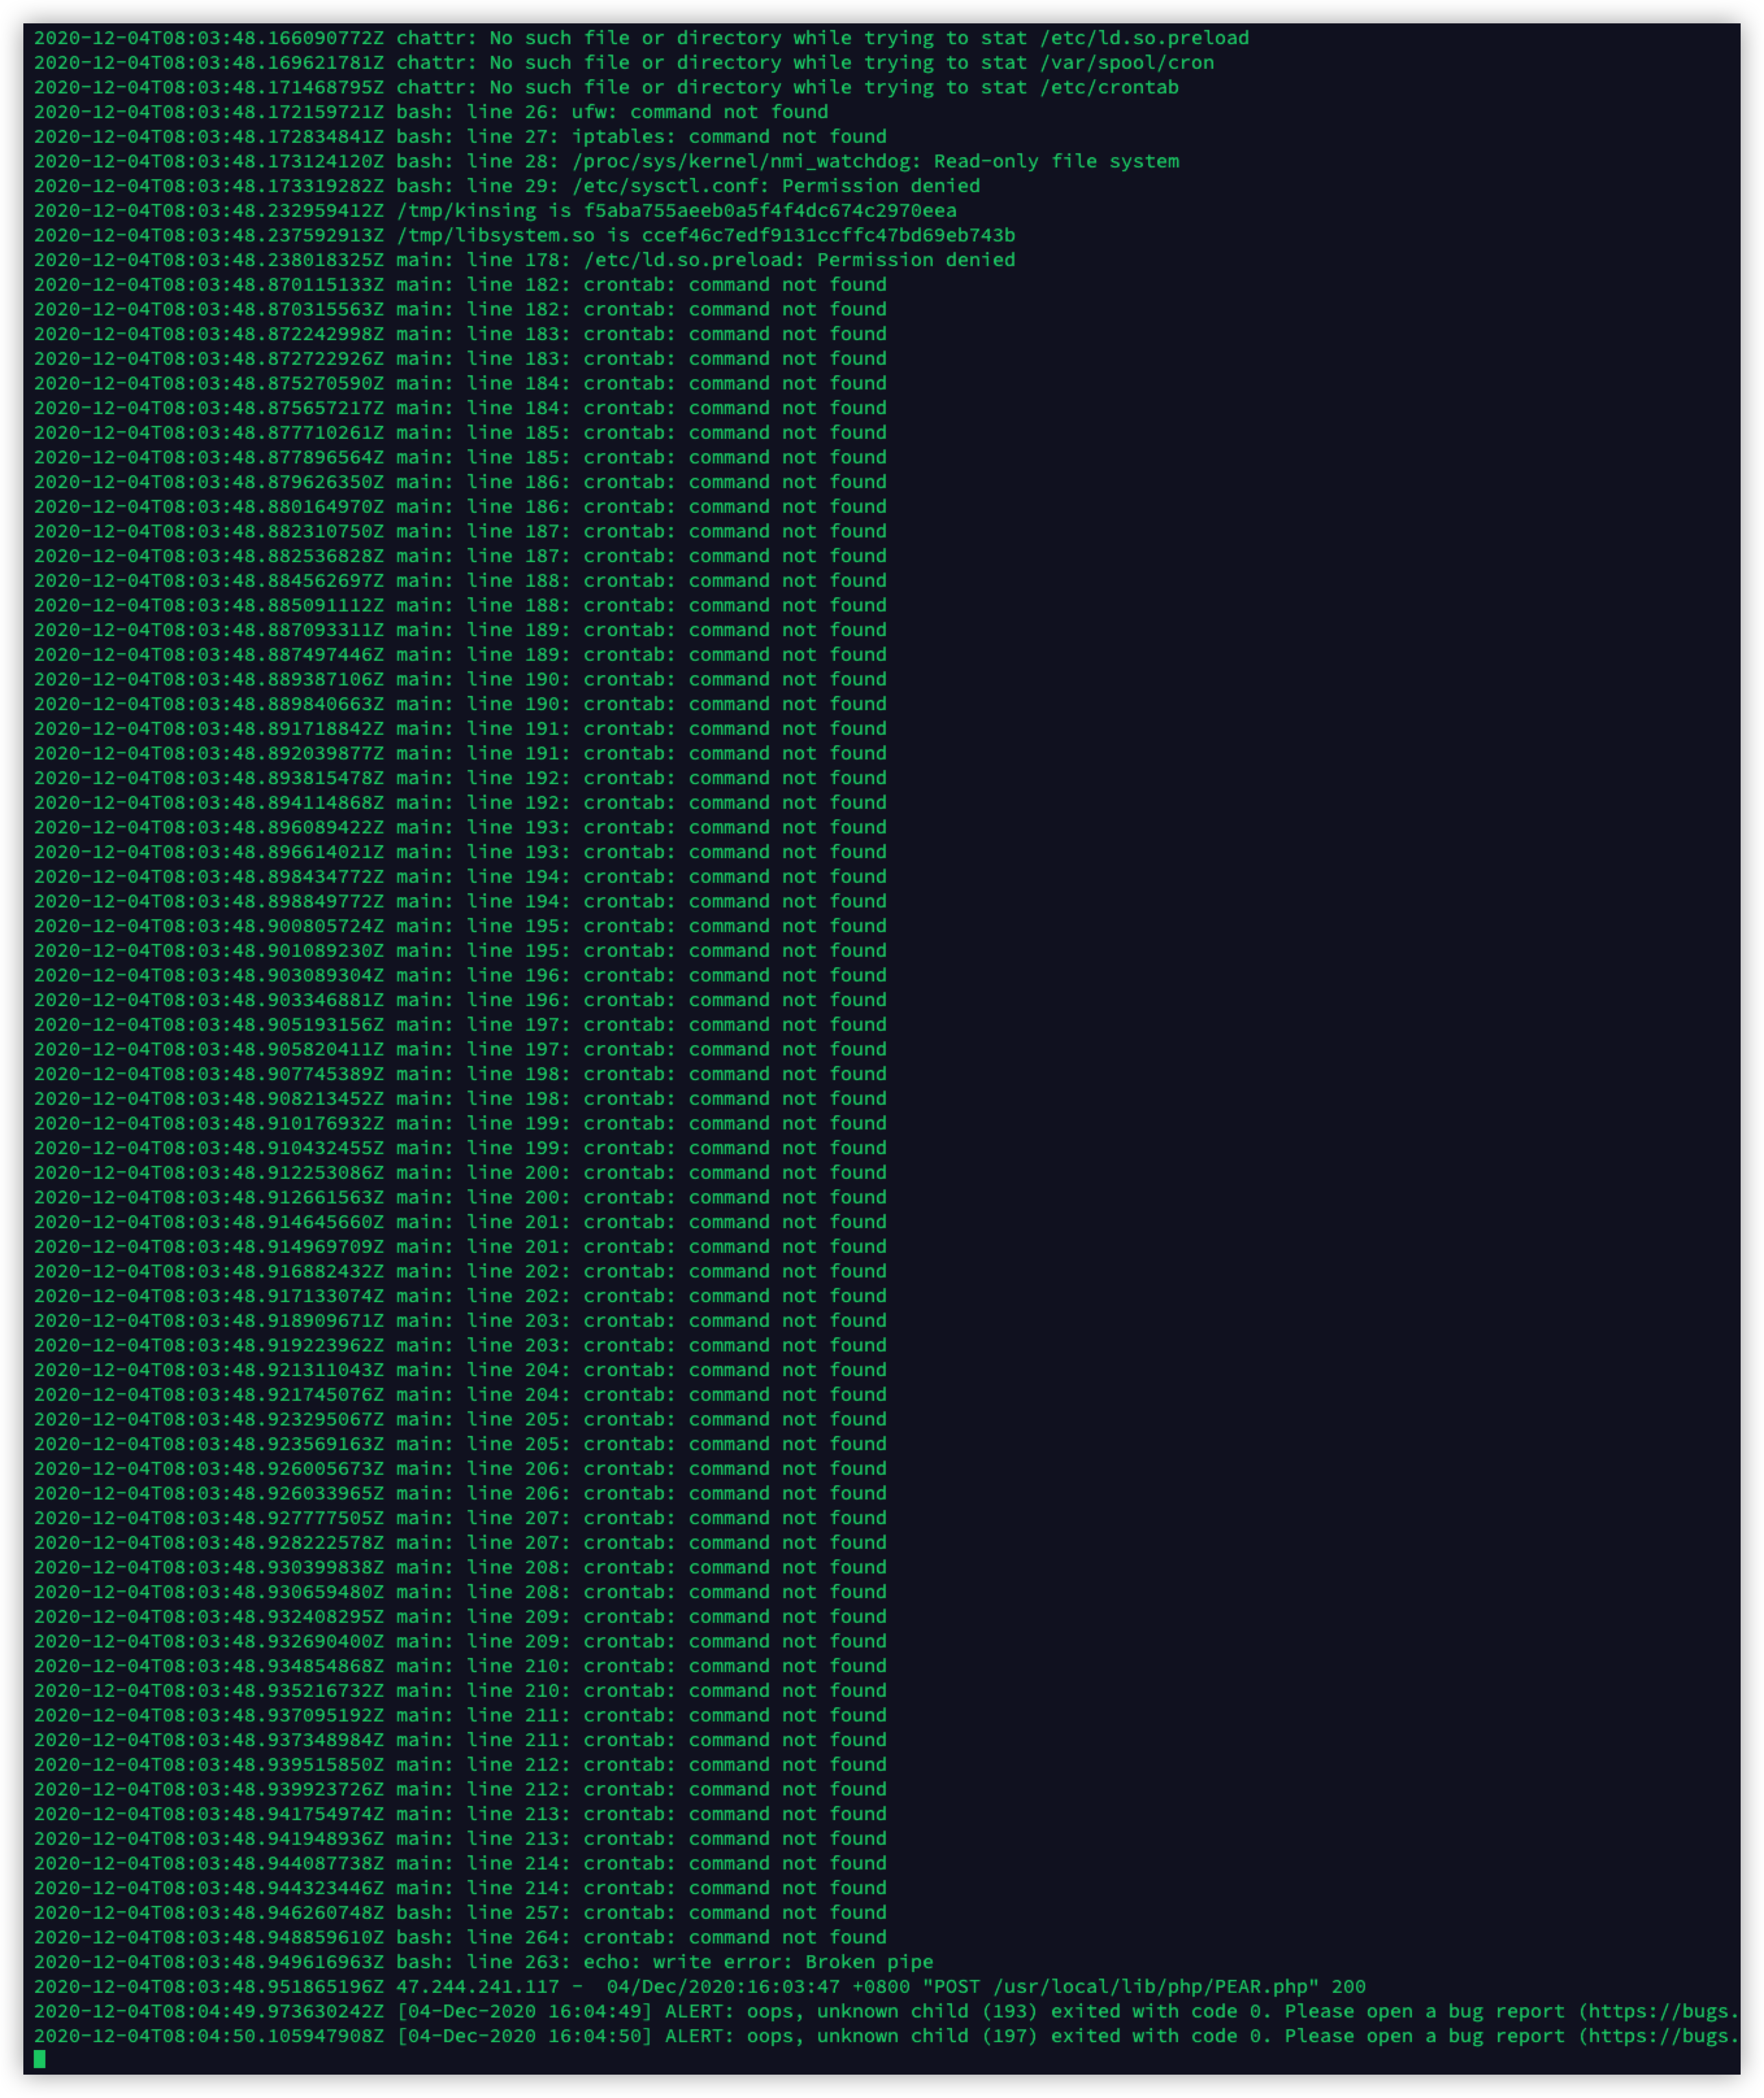 2020-12-04T08:03:48.166090772Z chattr: No such file or directory while trying to stat /etc/ld.so.preload
2020-12-04T08:03:48.169621781Z chattr: No such file or directory while trying to stat /var/spool/cron
2020-12-04T08:03:48.171468795Z chattr: No such file or directory while trying to stat /etc/crontab
2020-12-04T08:03:48.172159721Z bash: line 26: ufw: command not found
2020-12-04T08:03:48.172834841Z bash: line 27: iptables: command not found
2020-12-04T08:03:48.173124120Z bash: line 28: /proc/sys/kernel/nmi_watchdog: Read-only file system
2020-12-04T08:03:48.173319282Z bash: line 29: /etc/sysctl.conf: Permission denied
2020-12-04T08:03:48.232959412Z /tmp/kinsing is f5aba755aeeb0a5f4f4dc674c2970eea
2020-12-04T08:03:48.237592913Z /tmp/libsystem.so is ccef46c7edf9131ccffc47bd69eb743b
2020-12-04T08:03:48.238018325Z main: line 178: /etc/ld.so.preload: Permission denied
2020-12-04T08:03:48.870115133Z main: line 182: crontab: command not found
2020-12-04T08:03:48.870315563Z main: line 182: crontab: command not found
2020-12-04T08:03:48.872242998Z main: line 183: crontab: command not found
2020-12-04T08:03:48.872722926Z main: line 183: crontab: command not found
2020-12-04T08:03:48.875270590Z main: line 184: crontab: command not found
2020-12-04T08:03:48.875657217Z main: line 184: crontab: command not found
2020-12-04T08:03:48.877710261Z main: line 185: crontab: command not found
2020-12-04T08:03:48.877896564Z main: line 185: crontab: command not found
2020-12-04T08:03:48.879626350Z main: line 186: crontab: command not found
2020-12-04T08:03:48.880164970Z main: line 186: crontab: command not found
2020-12-04T08:03:48.882310750Z main: line 187: crontab: command not found
2020-12-04T08:03:48.882536828Z main: line 187: crontab: command not found
2020-12-04T08:03:48.884562697Z main: line 188: crontab: command not found
2020-12-04T08:03:48.885091112Z main: line 188: crontab: command not found
2020-12-04T08:03:48.887093311Z main: line 189: crontab: command not found
2020-12-04T08:03:48.887497446Z main: line 189: crontab: command not found
2020-12-04T08:03:48.889387106Z main: line 190: crontab: command not found
2020-12-04T08:03:48.889840663Z main: line 190: crontab: command not found
2020-12-04T08:03:48.891718842Z main: line 191: crontab: command not found
2020-12-04T08:03:48.892039877Z main: line 191: crontab: command not found
2020-12-04T08:03:48.893815478Z main: line 192: crontab: command not found
2020-12-04T08:03:48.894114868Z main: line 192: crontab: command not found
2020-12-04T08:03:48.896089422Z main: line 193: crontab: command not found
2020-12-04T08:03:48.896614021Z main: line 193: crontab: command not found
2020-12-04T08:03:48.898434772Z main: line 194: crontab: command not found
2020-12-04T08:03:48.898849772Z main: line 194: crontab: command not found
2020-12-04T08:03:48.900805724Z main: line 195: crontab: command not found
2020-12-04T08:03:48.901089230Z main: line 195: crontab: command not found
2020-12-04T08:03:48.903089304Z main: line 196: crontab: command not found
2020-12-04T08:03:48.903346881Z main: line 196: crontab: command not found
2020-12-04T08:03:48.905193156Z main: line 197: crontab: command not found
2020-12-04T08:03:48.905820411Z main: line 197: crontab: command not found
2020-12-04T08:03:48.907745389Z main: line 198: crontab: command not found
2020-12-04T08:03:48.908213452Z main: line 198: crontab: command not found
2020-12-04T08:03:48.910176932Z main: line 199: crontab: command not found
2020-12-04T08:03:48.910432455Z main: line 199: crontab: command not found
2020-12-04T08:03:48.912253086Z main: line 200: crontab: command not found
2020-12-04T08:03:48.912661563Z main: line 200: crontab: command not found
2020-12-04T08:03:48.914645660Z main: line 201: crontab: command not found
2020-12-04T08:03:48.914969709Z main: line 201: crontab: command not found
2020-12-04T08:03:48.916882432Z main: line 202: crontab: command not found
2020-12-04T08:03:48.917133074Z main: line 202: crontab: command not found
2020-12-04T08:03:48.918909671Z main: line 203: crontab: command not found
2020-12-04T08:03:48.919223962Z main: line 203: crontab: command not found
2020-12-04T08:03:48.921311043Z main: line 204: crontab: command not found
2020-12-04T08:03:48.921745076Z main: line 204: crontab: command not found
2020-12-04T08:03:48.923295067Z main: line 205: crontab: command not found
2020-12-04T08:03:48.923569163Z main: line 205: crontab: command not found
2020-12-04T08:03:48.926005673Z main: line 206: crontab: command not found
2020-12-04T08:03:48.926033965Z main: line 206: crontab: command not found
2020-12-04T08:03:48.927777505Z main: line 207: crontab: command not found
2020-12-04T08:03:48.928222578Z main: line 207: crontab: command not found
2020-12-04T08:03:48.930399838Z main: line 208: crontab: command not found
2020-12-04T08:03:48.930659480Z main: line 208: crontab: command not found
2020-12-04T08:03:48.932408295Z main: line 209: crontab: command not found
2020-12-04T08:03:48.932690400Z main: line 209: crontab: command not found
2020-12-04T08:03:48.934854868Z main: line 210: crontab: command not found
2020-12-04T08:03:48.935216732Z main: line 210: crontab: command not found
2020-12-04T08:03:48.937095192Z main: line 211: crontab: command not found
2020-12-04T08:03:48.937348984Z main: line 211: crontab: command not found
2020-12-04T08:03:48.939515850Z main: line 212: crontab: command not found
2020-12-04T08:03:48.939923726Z main: line 212: crontab: command not found
2020-12-04T08:03:48.941754974Z main: line 213: crontab: command not found
2020-12-04T08:03:48.941948936Z main: line 213: crontab: command not found
2020-12-04T08:03:48.944087738Z main: line 214: crontab: command not found
2020-12-04T08:03:48.944323446Z main: line 214: crontab: command not found
2020-12-04T08:03:48.946260748Z bash: line 257: crontab: command not found
2020-12-04T08:03:48.948859610Z bash: line 264: crontab: command not found
2020-12-04T08:03:48.949616963Z bash: line 263: echo: write error: Broken pipe
2020-12-04T08:03:48.951865196Z 47.244.241.117 -  04/Dec/2020:16:03:47 +0800 "POST /usr/local/lib/php/PEAR.php" 200
2020-12-04T08:04:49.973630242Z [04-Dec-2020 16:04:49] ALERT: oops, unknown child (193) exited with code 0. Please open a bug report (https://bugs.
2020-12-04T08:04:50.105947908Z [04-Dec-2020 16:04:50] ALERT: oops, unknown child (197) exited with code 0. Please open a bug report (https://bugs.